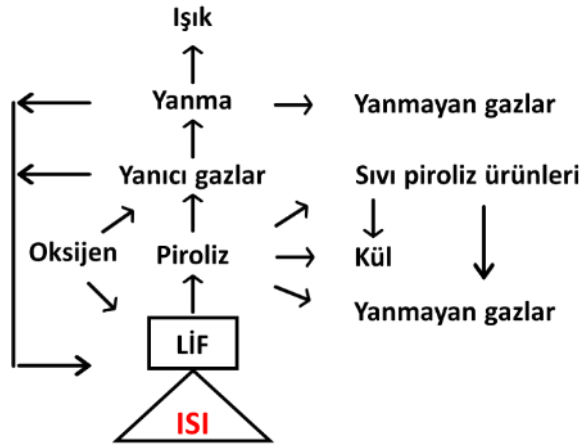 Işık
Yanma
Yanmayan gazlar
Yanıcı gazlar
Sıvı piroliz ürünleri
Oksijen
Piroliz
Kül
Yanmayan gazlar
LİF
ISI